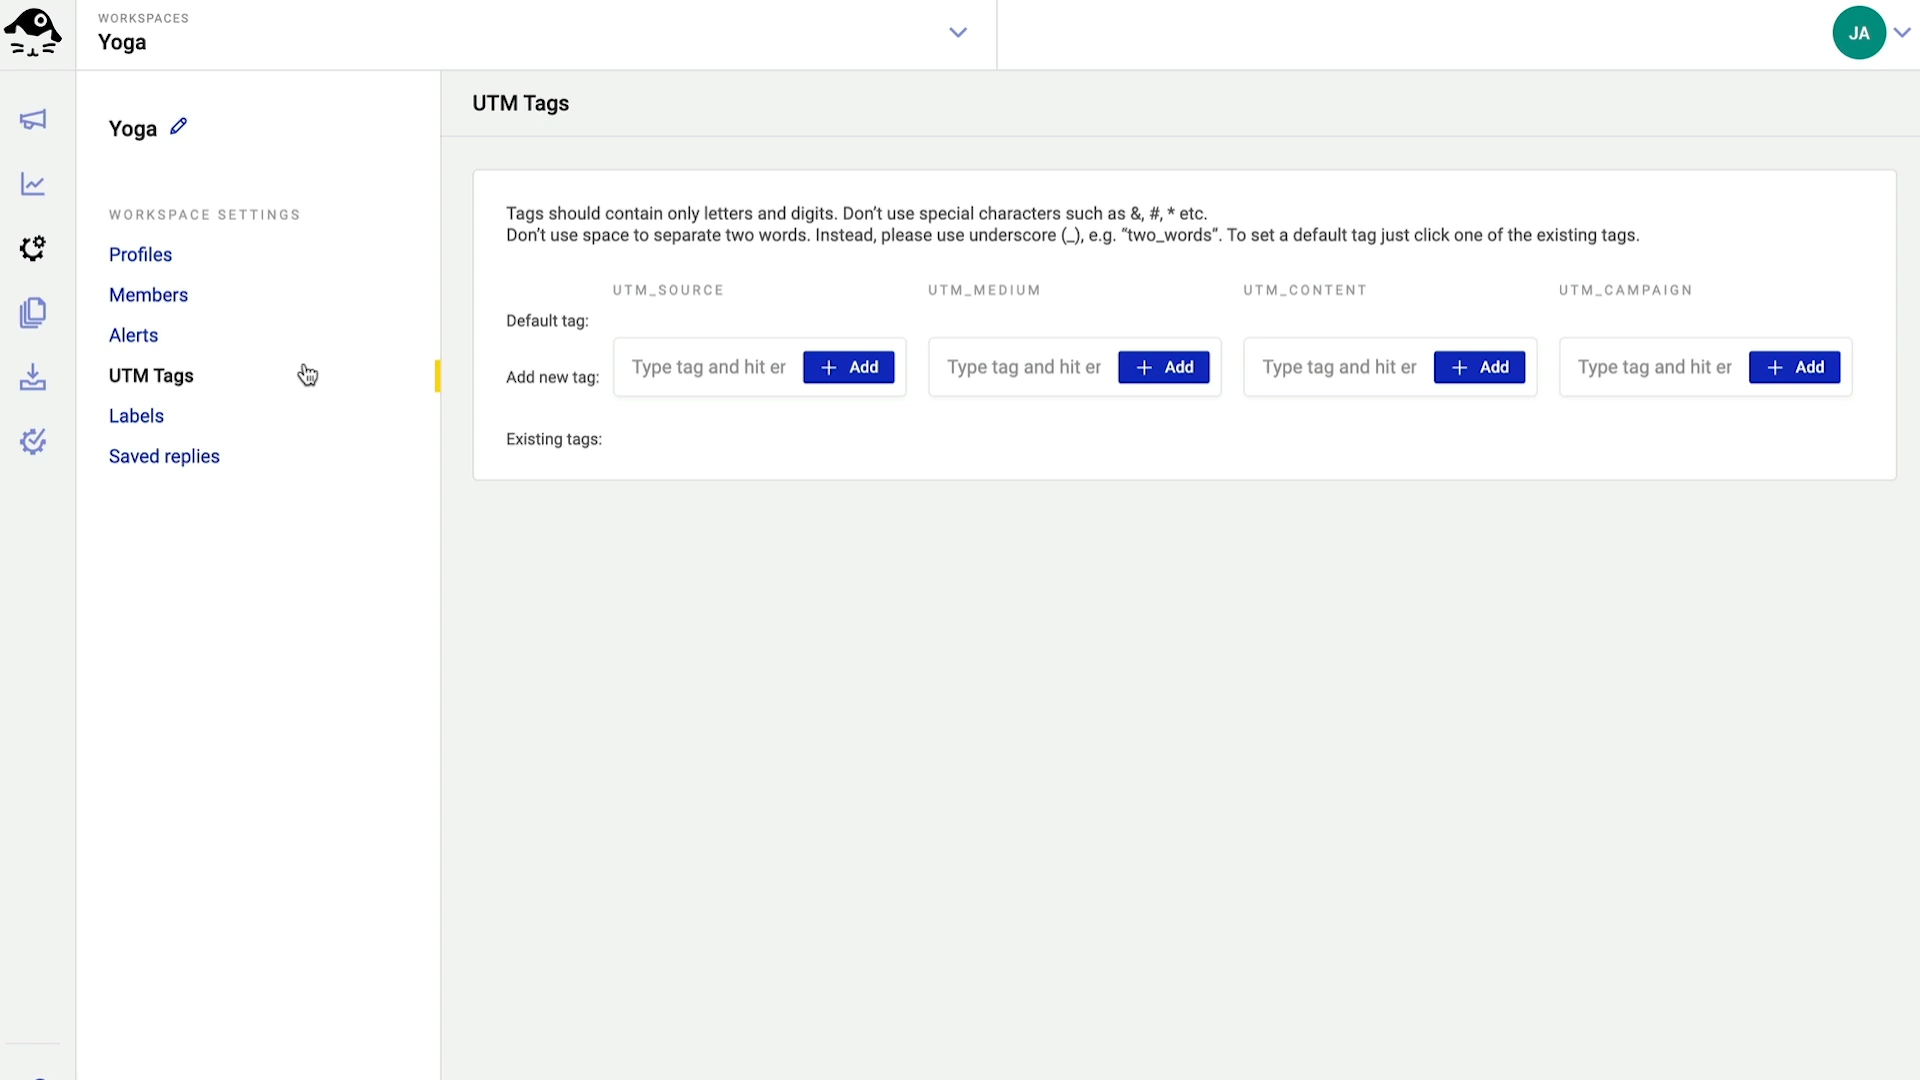 WORKSPACES
Yoga
JA
Yoga
WORKSPACE SETTINGS
Profiles
Members
Alerts
UTM Tags
Labels
Saved replies
UTM Tags
Tags should contain only letters and digits. Don’t use special characters such as &, #, * etc.
Don’t use space to separate two words. Instead, please use underscore (_), e.g. “two_words”. To set a default tag just click one of the existing tags.
UTM_SOURCE UTM_MEDIUM UTM_CONTENT UTM_CAMPAIGN
Default tag:
Add new tag: Type tag and hit er + Add Type tag and hit er + Add Type tag and hit er + Add Type tag and hit er + Add
Existing tags: